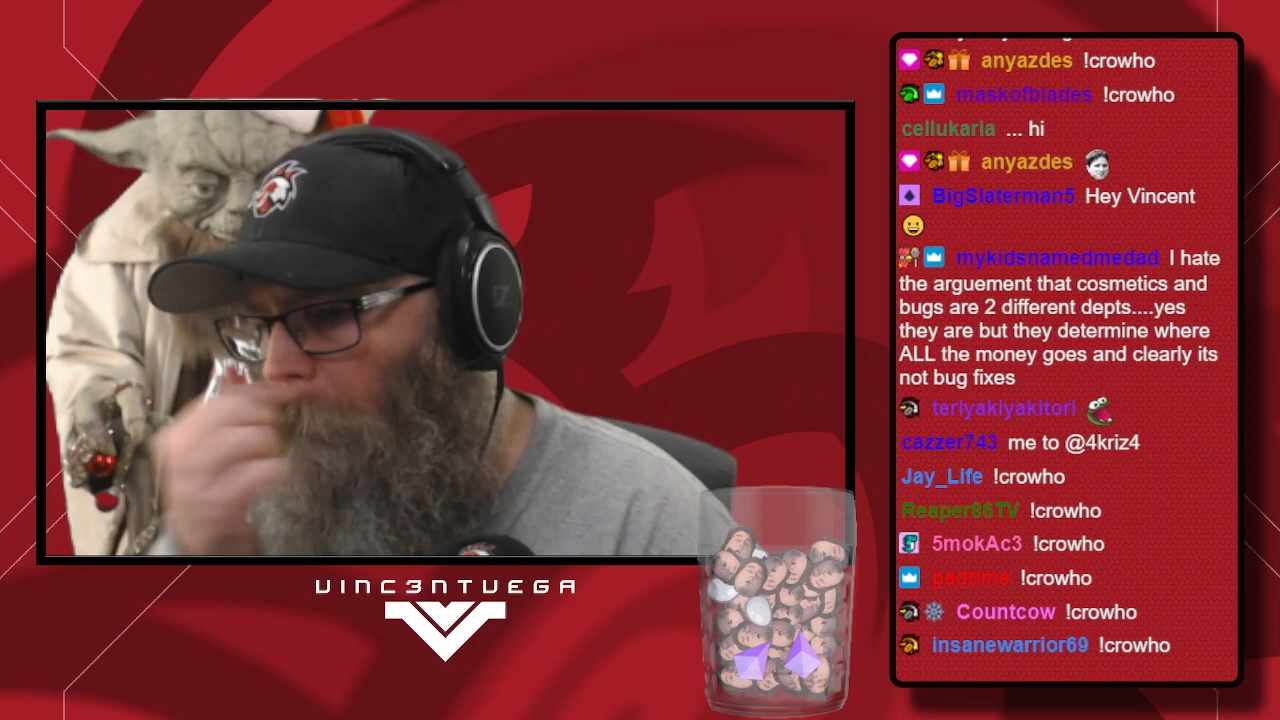 anyazdes !crowho
maskofblades !crowho
cellukaria ... hi
anyazdes
BigSlaterman5 Hey Vincent
mykidsnamedmedad I hate
the arguement that cosmetics and
bugs are 2 different depts....yes
they are but they determine where
ALL the money goes and clearly its
not bug fixes
teriyakiyakitori
cazzer743 me to @4kriz4
Jay_Life !crowho
Reaper86TV !crowho
5mokAc3 !crowho
padtime !crowho
Countcow !crowho
insanewarrior69 !crowho
VINC3NTVEGA